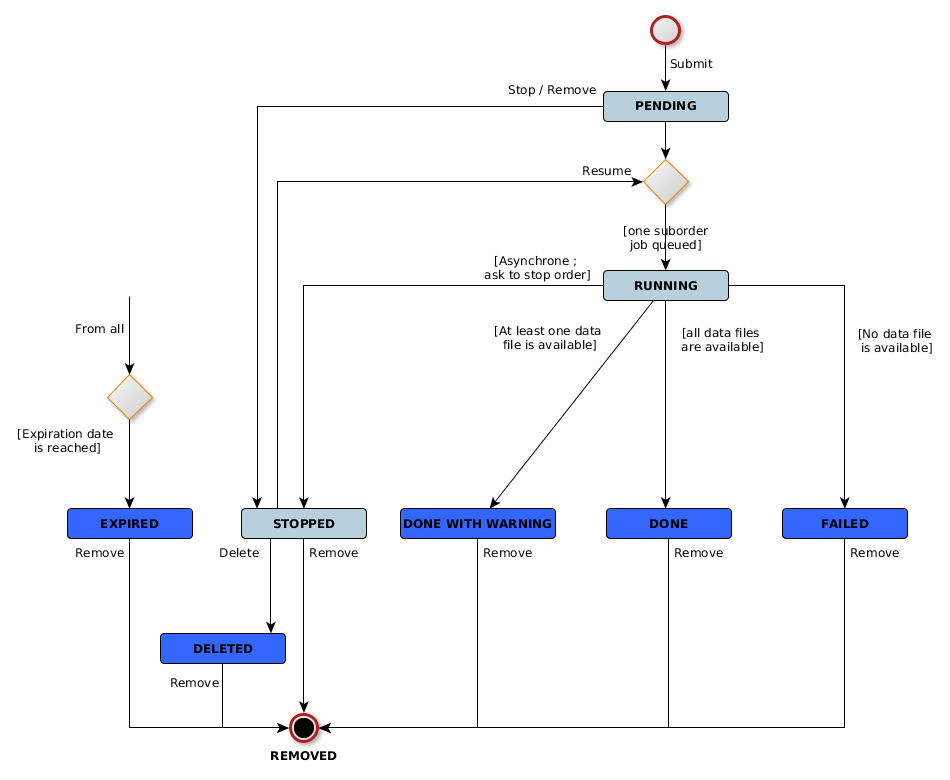 Submit
Stop / Remove
PENDING
Resume
[one suborder
job queued]
[Asynchrone ;
ask to stop order]
RUNNING
From all
[At least one data
file is available]
[all data files
are available]
[No data file
is available]
[Expiration date
is reached]
EXPIRED
STOPPED
DONE WITH WARNING
DONE
FAILED
Remove
Delete
Remove
Remove
Remove
Remove
DELETED
Remove
REMOVED